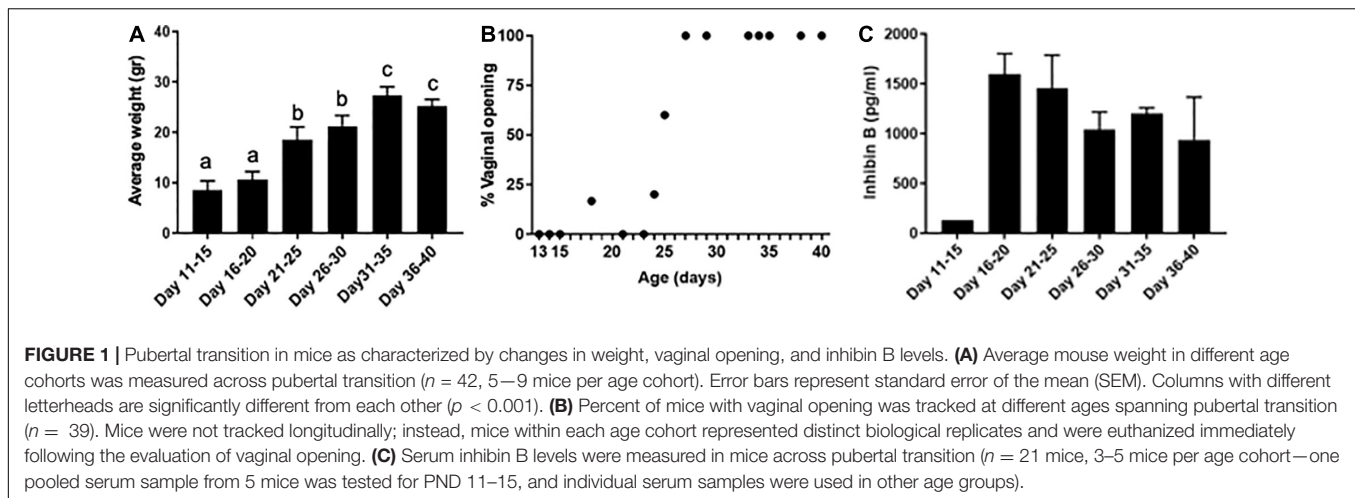 A
40
30
20
10
0
Average weight (gr)
a
a
b
b
c
c
Day 11-15
Day 16-20
Day 21-25
Day 26-30
Day31-35
Day 36-40
B
100
75
50
25
0
% Vaginal opening
13 15 20 25 30 35 40
Age (days)
C
2000
1500
1000
500
0
Inhibin B (pg/ml)
Day 11-15
Day 16-20
Day 21-25
Day 26-30
Day 31-35
Day 36-40
FIGURE 1 | Pubertal transition in mice as characterized by changes in weight, vaginal opening, and inhibin B levels. (A) Average mouse weight in different age
cohorts was measured across pubertal transition (n = 42, 5—9 mice per age cohort). Error bars represent standard error of the mean (SEM). Columns with different
letterheads are significantly different from each other (p < 0.001). (B) Percent of mice with vaginal opening was tracked at different ages spanning pubertal transition
(n = 39). Mice were not tracked longitudinally; instead, mice within each age cohort represented distinct biological replicates and were euthanized immediately
following the evaluation of vaginal opening. (C) Serum inhibin B levels were measured in mice across pubertal transition (n = 21 mice, 3–5 mice per age cohort—one
pooled serum sample from 5 mice was tested for PND 11–15, and individual serum samples were used in other age groups).